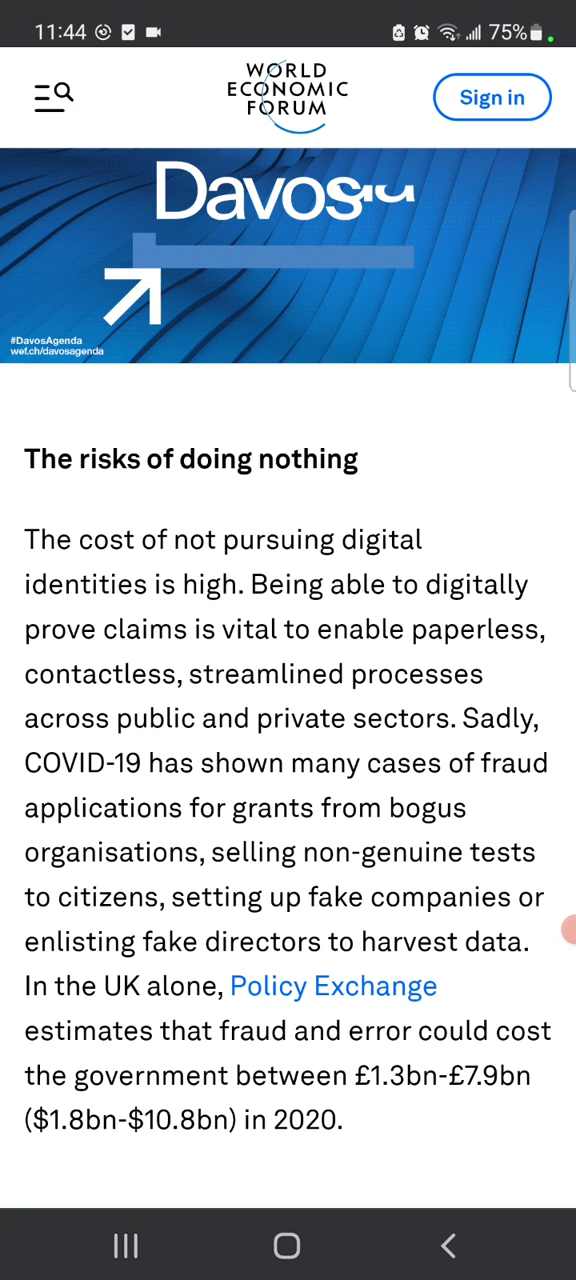 11:44
75%
WORLD
ECONOMIC
FORUM
Sign in
Davos
#DavosAgenda
wef.ch/davosagenda
The risks of doing nothing
The cost of not pursuing digital
identities is high. Being able to digitally
prove claims is vital to enable paperless,
contactless, streamlined processes
across public and private sectors. Sadly,
COVID-19 has shown many cases of fraud
applications for grants from bogus
organisations, selling non-genuine tests
to citizens, setting up fake companies or
enlisting fake directors to harvest data.
In the UK alone, Policy Exchange
estimates that fraud and error could cost
the government between £1.3bn-£7.9bn
($1.8bn-$10.8bn) in 2020.